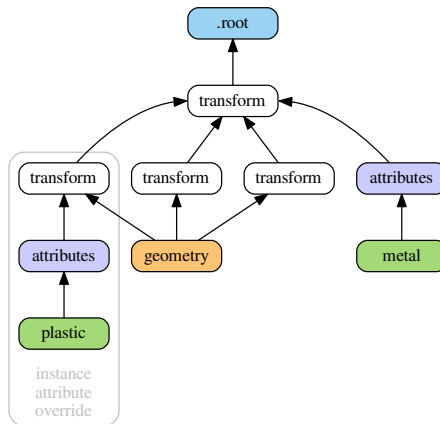 .root
transform
transform
transform
transform
attributes
attributes
geometry
metal
plastic
instance
attribute
override